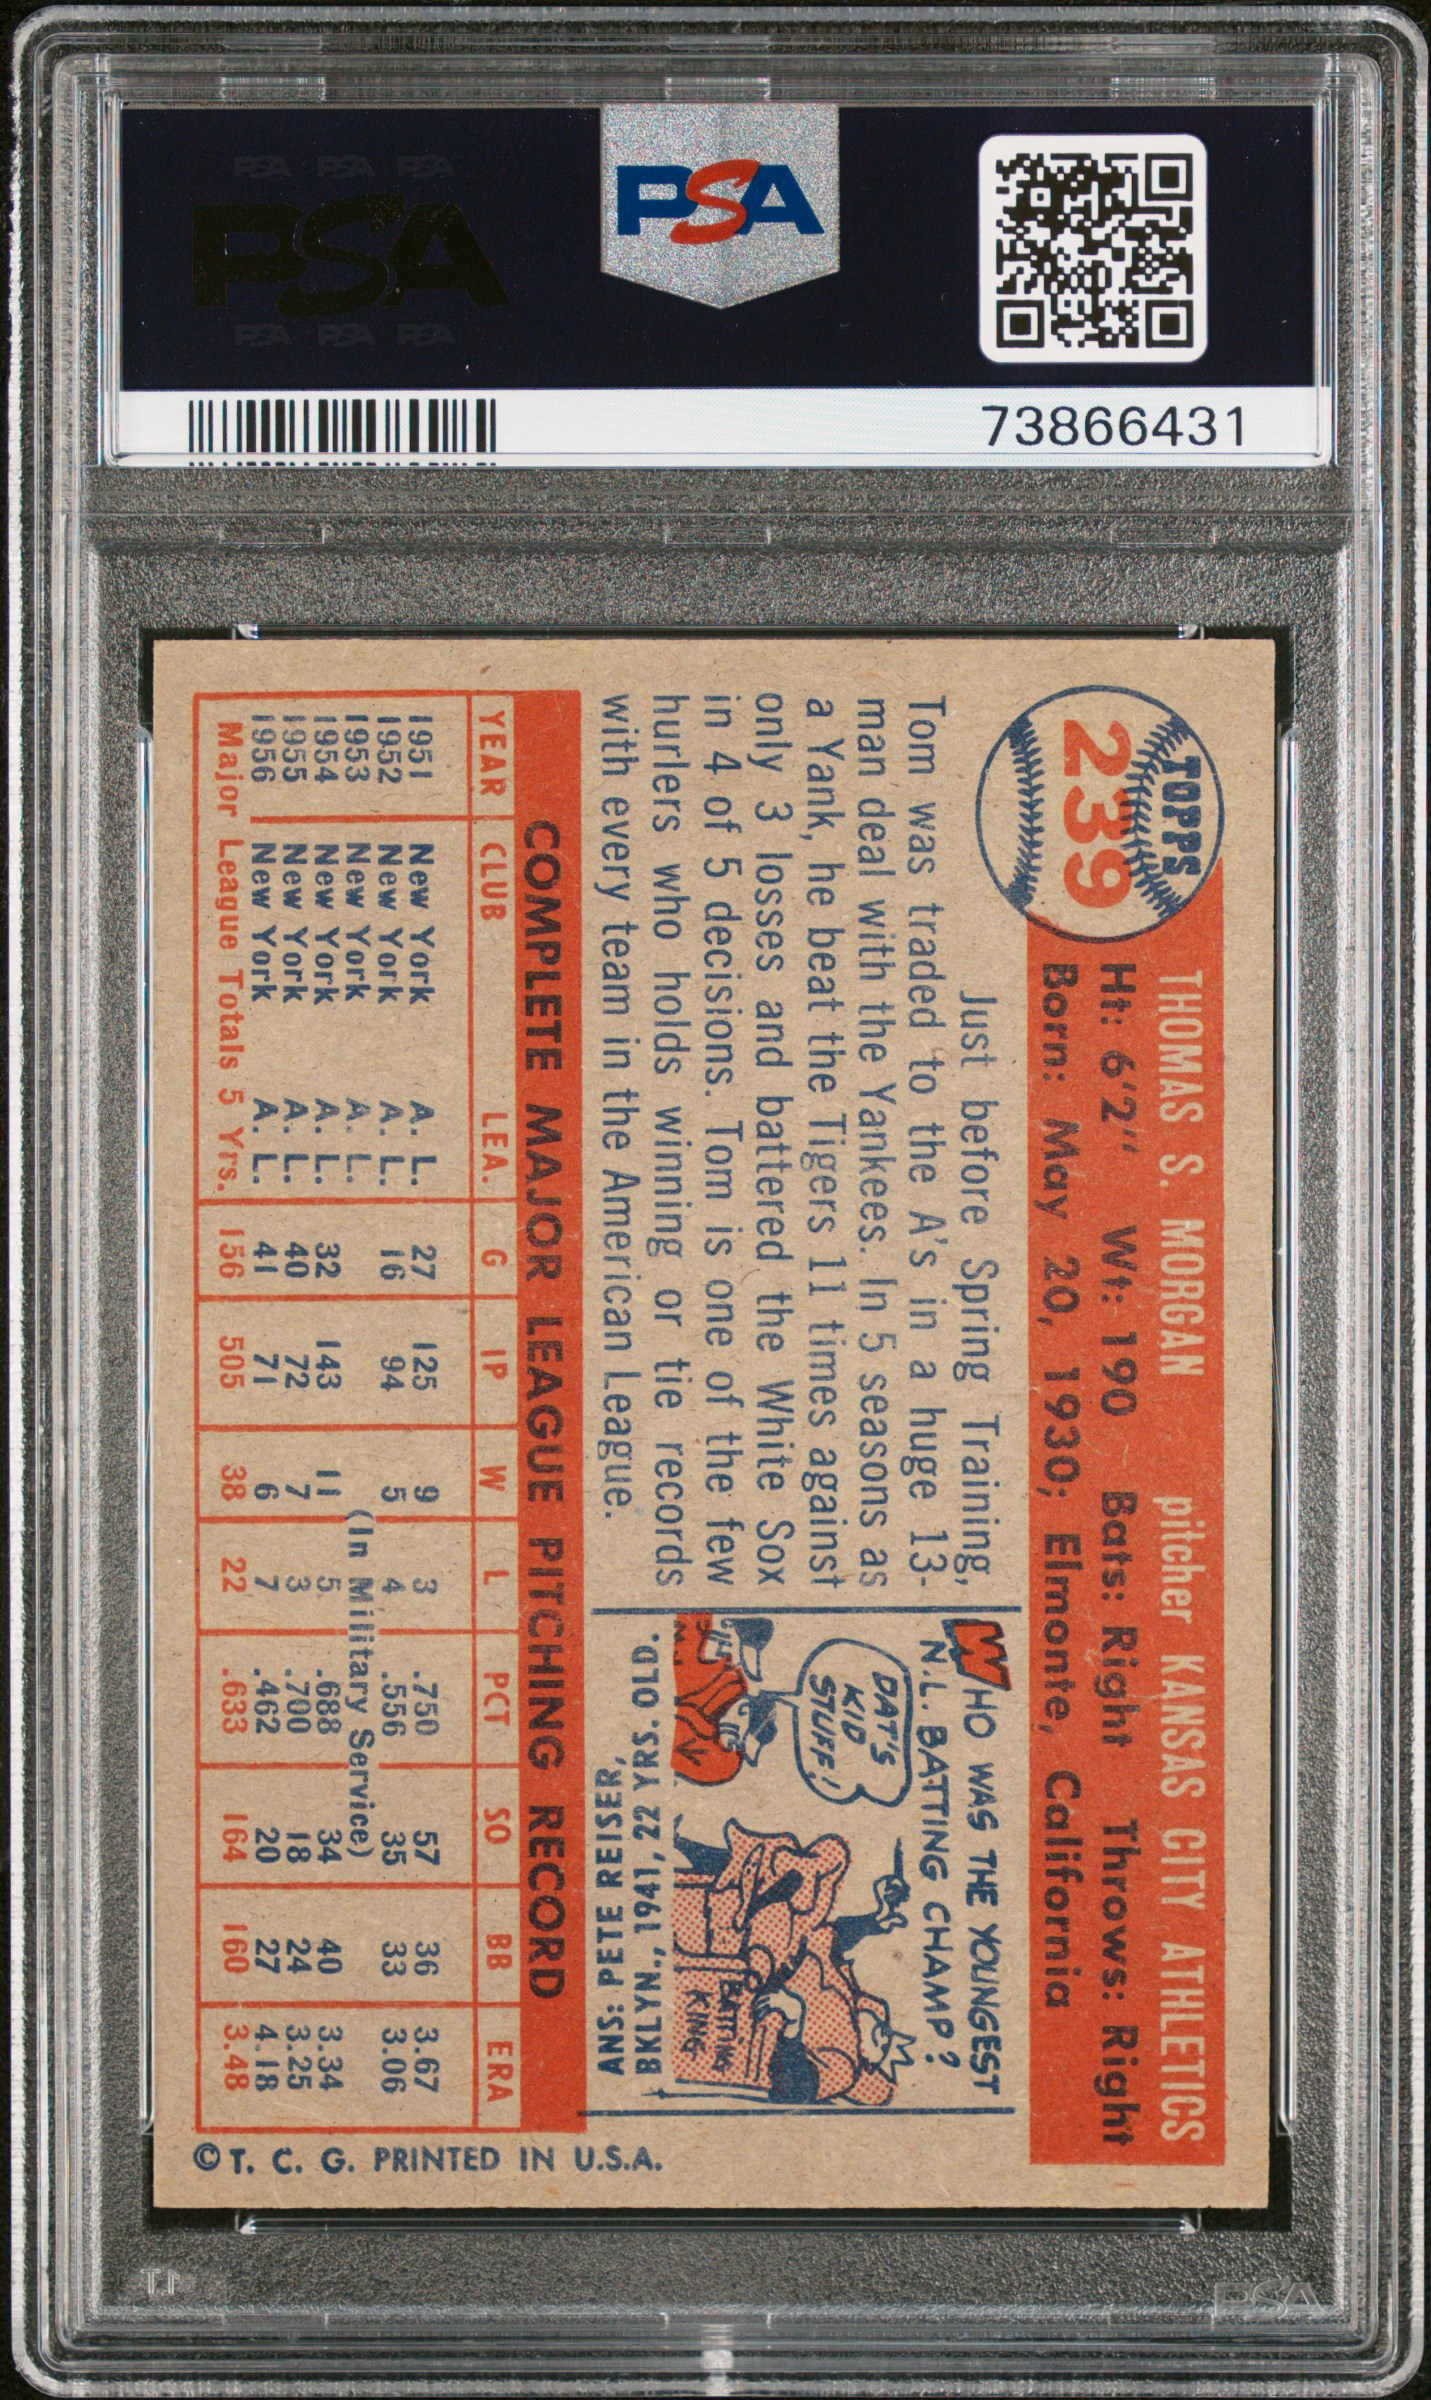 PSA PSA PSA
PSA
PSA PSA PSA
PSA
73866431
TOPPS
239
THOMAS S. MORGAN pitcher KANSAS CITY ATHLETICS
Ht: 6'2" Wt: 190 Bats: Right Throws: Right
Born: May 20, 1930; Elmonte, California
Just before Spring Training,
Tom was traded to the A's in a huge 13-
man deal with the Yankees. In 5 seasons as
a Yank, he beat the Tigers 11 times against
only 3 losses and battered the White Sox
in 4 of 5 decisions. Tom is one of the few
hurlers who holds winning or tie records
with every team in the American League.
WHO WAS THE YOUNGEST
N.L. BATTING CHAMP?
DAT'S
KID
STUFF!
BATTING
KING
ANS: PETE REISER,
BKLYN., 1941, 22 YRS. OLD.
COMPLETE MAJOR LEAGUE PITCHING RECORD
YEAR CLUB LEA. G IP W L PCT SO BB ERA
1951 New York A. L. 27 125 9 3 .750 57 36 3.67
1952 New York A. L. 16 94 5 4 .556 35 33 3.06
1953 New York A. L. (In Military Service)
1954 New York A. L. 32 143 11 5 .688 34 40 3.34
1955 New York A. L. 40 72 7 3 .700 18 24 3.25
1956 New York A. L. 41 71 6 7 .462 20 27 4.18
Major League Totals 5 Yrs. 156 505 38 22 .633 164 160 3.48
© T. C. G. PRINTED IN U.S.A.
PSA